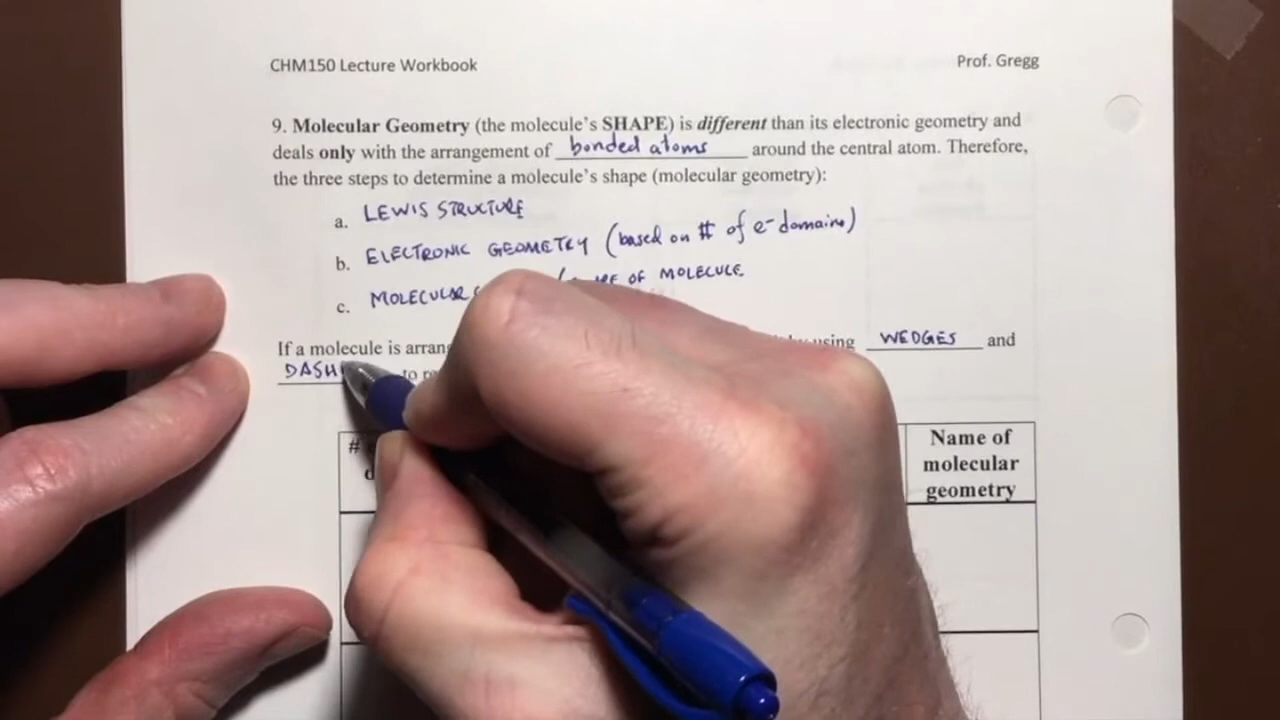 CHM150 Lecture Workbook
Prof. Gregg
9. Molecular Geometry (the molecule's SHAPE) is different than its electronic geometry and
deals only with the arrangement of bonded atoms around the central atom. Therefore,
the three steps to determine a molecule's shape (molecular geometry):
a. LEWIS STRUCTURE
b. ELECTRONIC GEOMETRY (based on # of e- domains)
c. MOLECULAR OF MOLECULE
If a molecule is using WEDGES and
DASH to
#
Name of
molecular
geometry